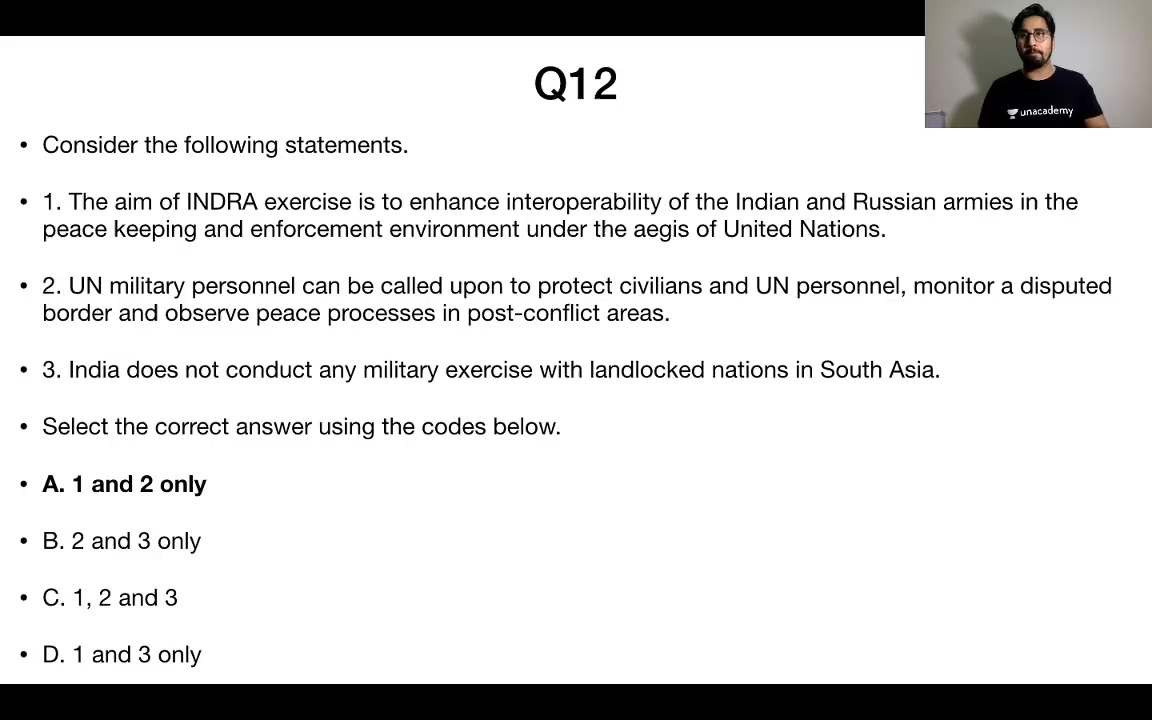 Q12
unacademy
• Consider the following statements.
• 1. The aim of INDRA exercise is to enhance interoperability of the Indian and Russian armies in the
peace keeping and enforcement environment under the aegis of United Nations.
• 2. UN military personnel can be called upon to protect civilians and UN personnel, monitor a disputed
border and observe peace processes in post-conflict areas.
• 3. India does not conduct any military exercise with landlocked nations in South Asia.
• Select the correct answer using the codes below.
• A. 1 and 2 only
• B. 2 and 3 only
• C. 1, 2 and 3
• D. 1 and 3 only